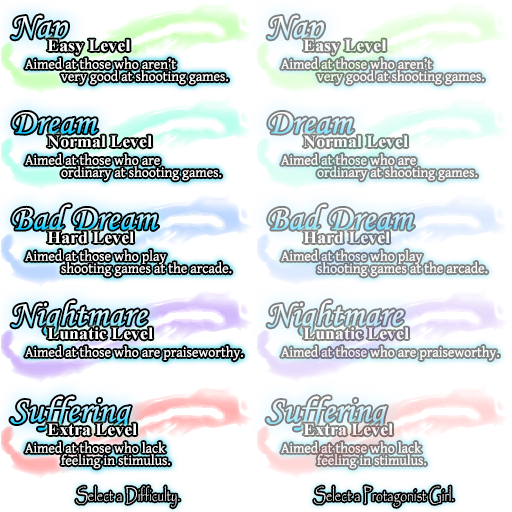 Nap
Easy Level
Aimed at those who aren't
very good at shooting games.
Dream
Normal Level
Aimed at those who are
ordinary at shooting games.
Bad Dream
Hard Level
Aimed at those who play
shooting games at the arcade.
Nightmare
Lunatic Level
Aimed at those who are praiseworthy.
Suffering
Extra Level
Aimed at those who lack
feeling in stimulus.
Select a Difficulty.
Nap
Easy Level
Aimed at those who aren't
very good at shooting games.
Dream
Normal Level
Aimed at those who are
ordinary at shooting games.
Bad Dream
Hard Level
Aimed at those who play
shooting games at the arcade.
Nightmare
Lunatic Level
Aimed at those who are praiseworthy.
Suffering
Extra Level
Aimed at those who lack
feeling in stimulus.
Select a Protagonist Girl.